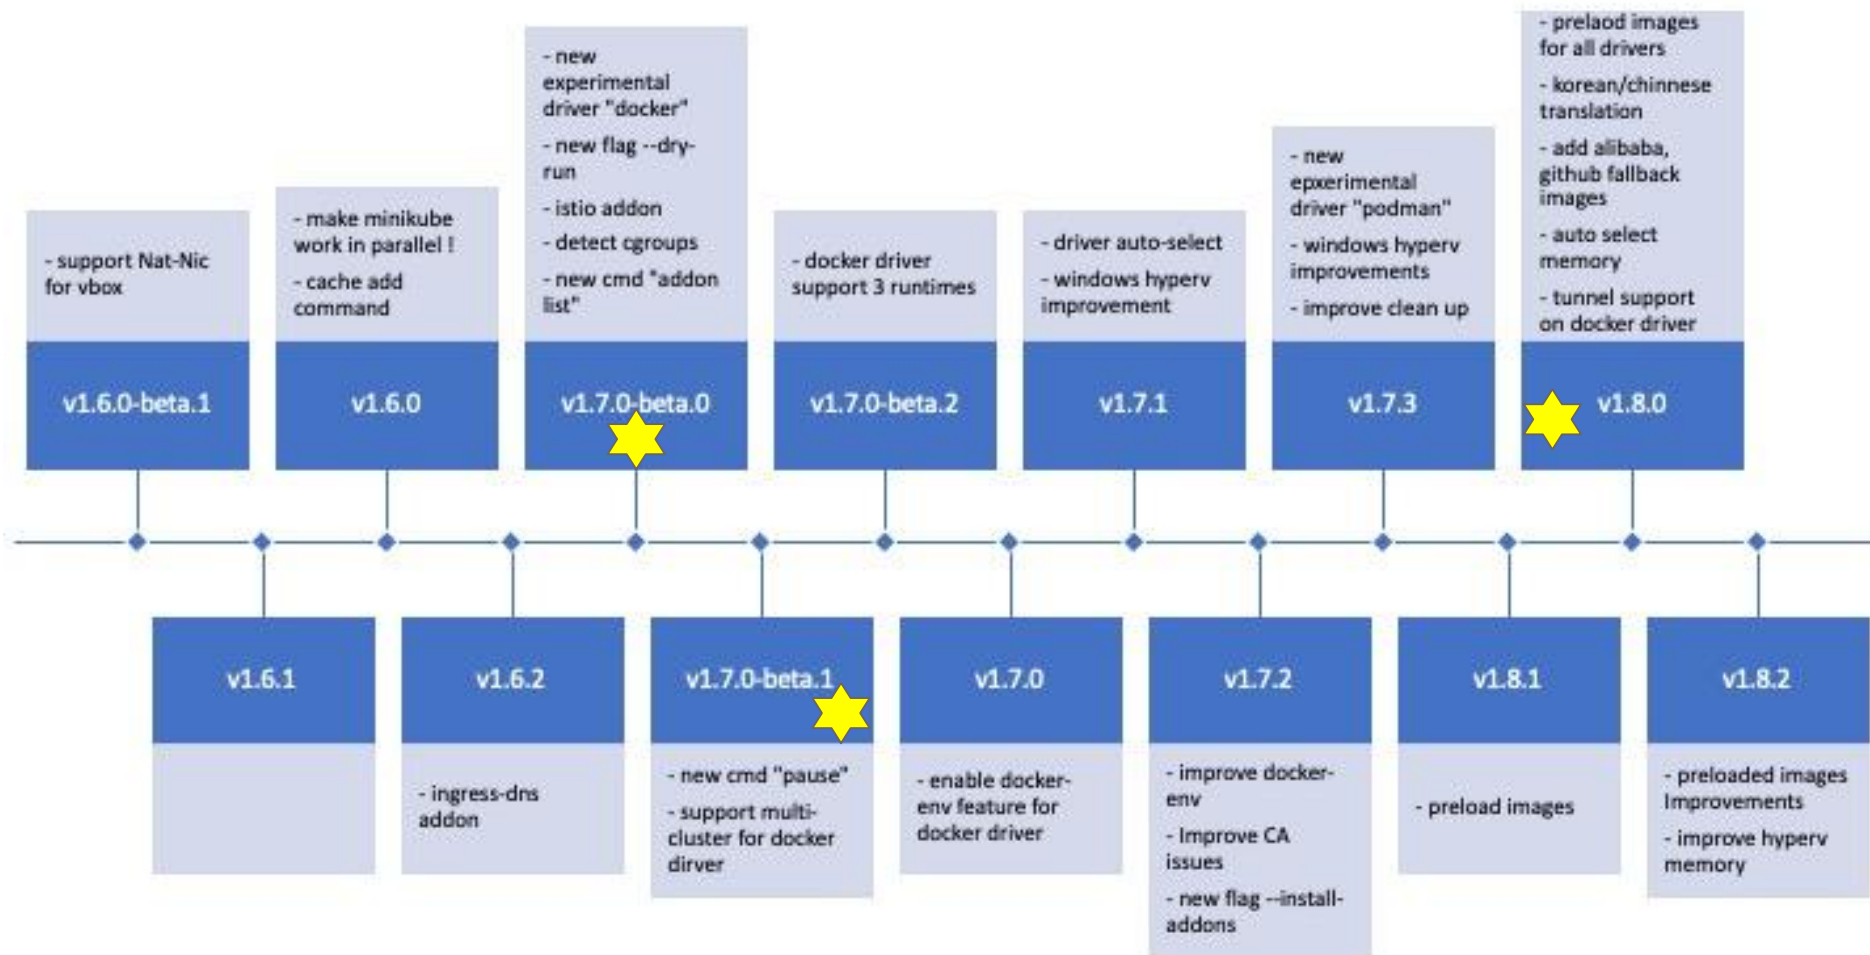 - support Nat-Nic
for vbox
v1.6.0-beta.1
- make minikube
work in parallel !
- cache add
command
v1.6.0
- new
experimental
driver "docker"
- new flag --dry-
run
- istio addon
- detect cgroups
- new cmd "addon
list"
v1.7.0-beta.0
- docker driver
support 3 runtimes
v1.7.0-beta.2
- driver auto-select
- windows hyperv
improvement
v1.7.1
- new
epxerimental
driver "podman"
- windows hyperv
improvements
- improve clean up
v1.7.3
- prelaod images
for all drivers
- korean/chinnese
translation
- add alibaba,
github fallback
images
- auto select
memory
- tunnel support
on docker driver
v1.8.0
v1.6.1
v1.6.2
- ingress-dns
addon
v1.7.0-beta.1
- new cmd "pause"
- support multi-
cluster for docker
dirver
v1.7.0
- enable docker-
env feature for
docker driver
v1.7.2
- improve docker-
env
- Improve CA
issues
- new flag --install-
addons
v1.8.1
- preload images
v1.8.2
- preloaded images
Improvements
- improve hyperv
memory